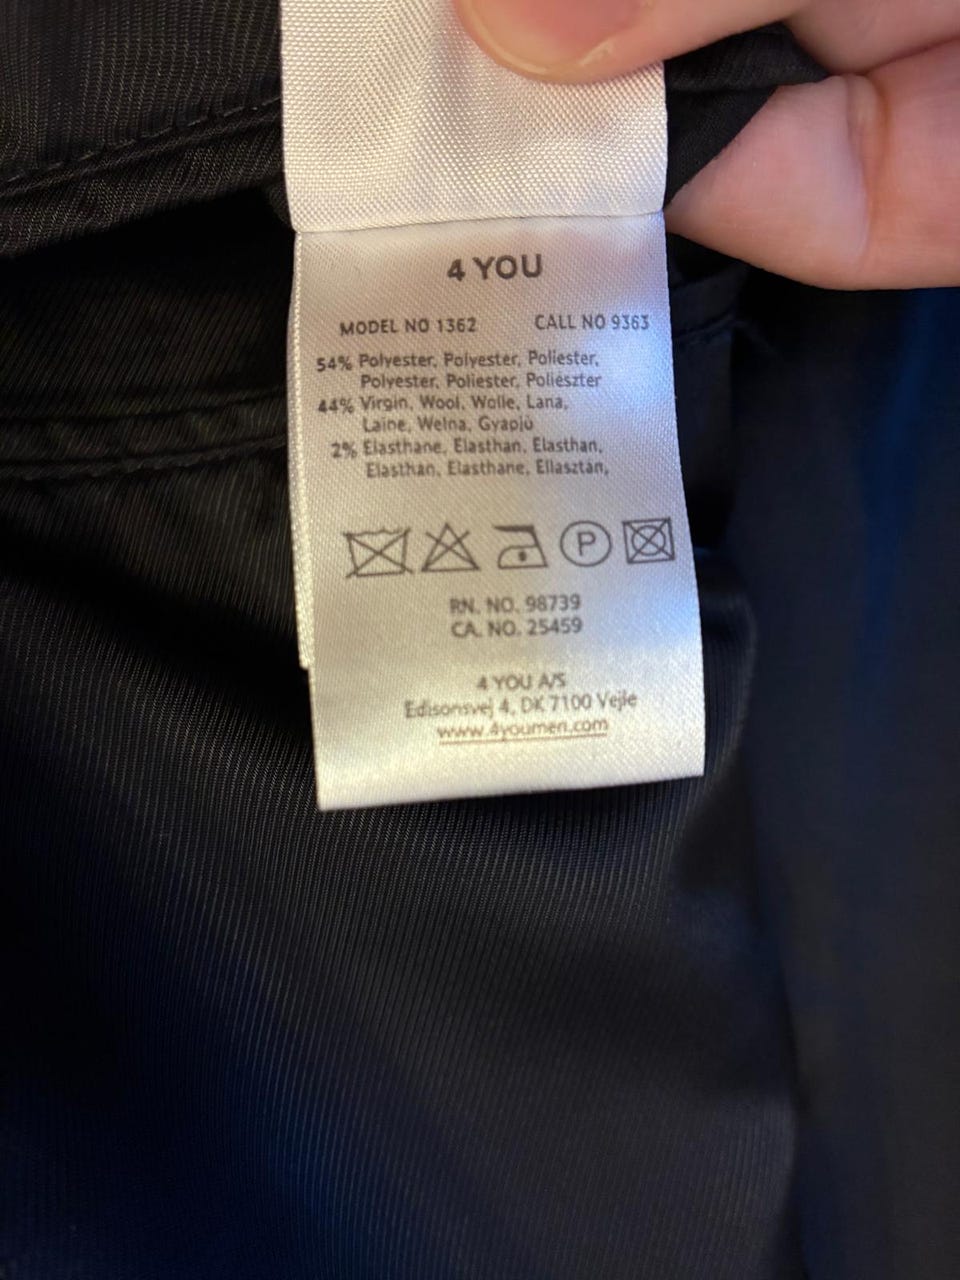 4 YOU
MODEL NO 1362 CALL NO 9363
54% Polyester, Polyester, Poliester,
Polyester, Poliester, Poliészter
44% Virgin, Wool, Wolle, Lana,
Laine, Welna, Gyapjú
2% Elasthane, Elasthan, Elasthan,
Elasthan, Elasthane, Ellasztán,
P
RN. NO. 98739
CA. NO. 25459
4 YOU A/S
Edisonsvej 4, DK 7100 Vejle
www.4youmen.com